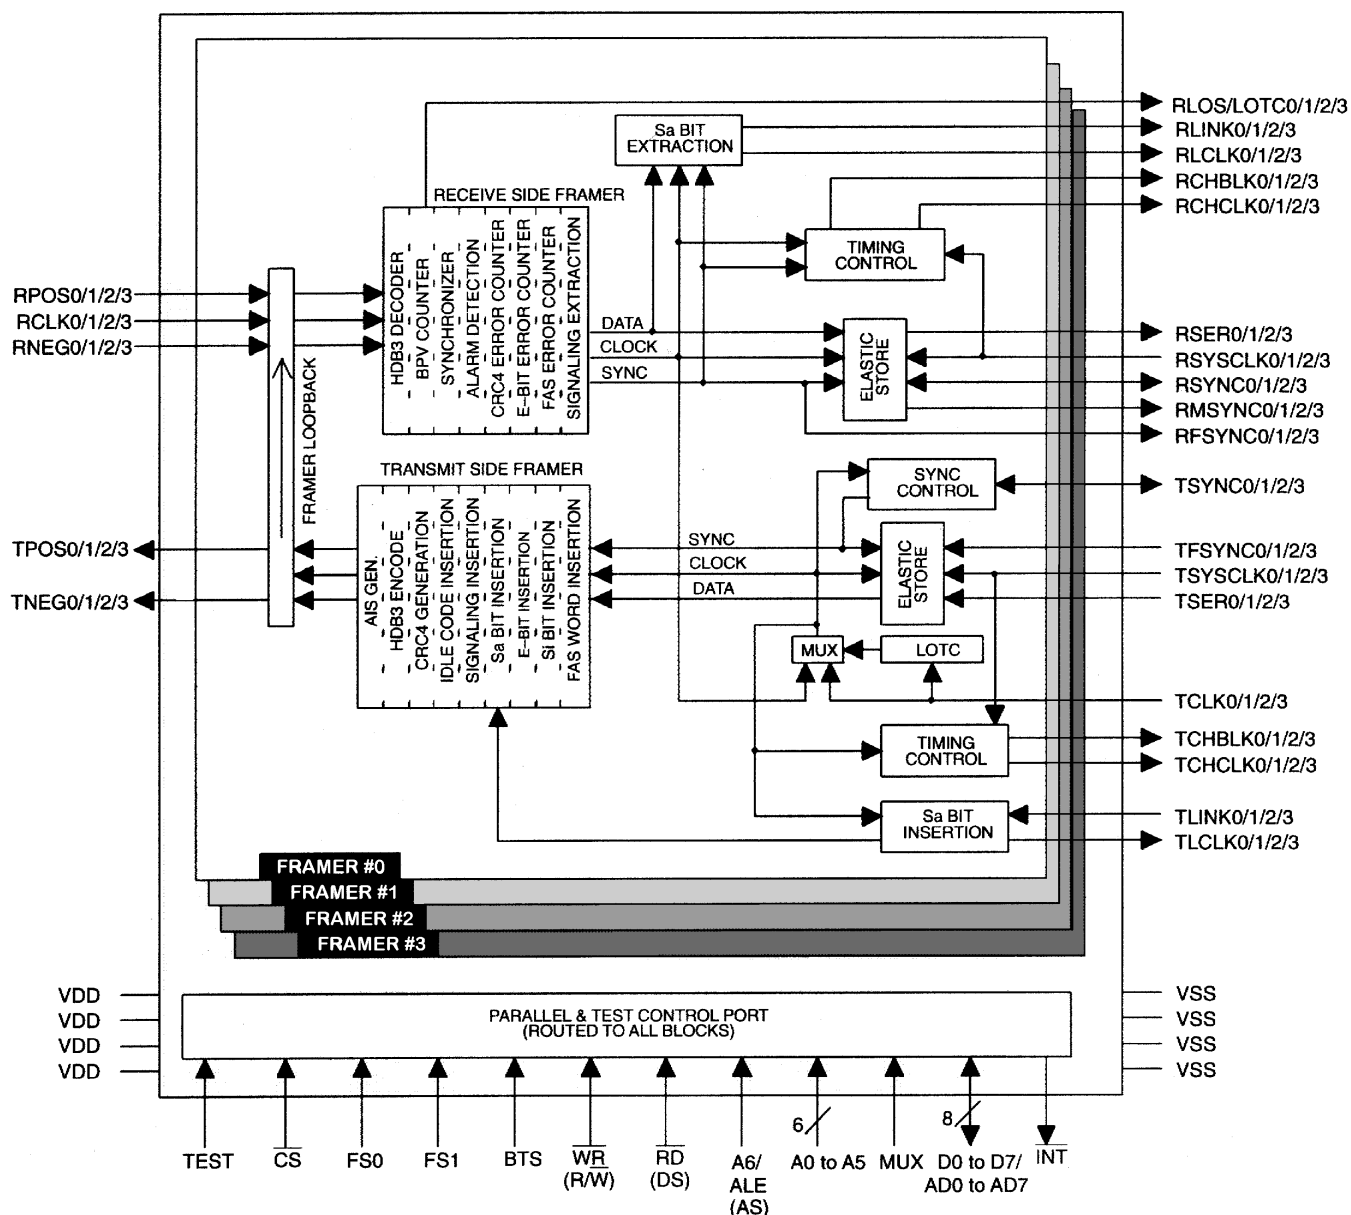 RLOS/LOTC0/1/2/3
Sa BIT
EXTRACTION
RLINK0/1/2/3
RLCLK0/1/2/3
RCHBLK0/1/2/3
RCHCLK0/1/2/3
RECEIVE SIDE FRAMER
HDB3 DECODER
BPV COUNTER
SYNCHRONIZER
ALARM DETECTION
CRC4 ERROR COUNTER
E–BIT ERROR COUNTER
FAS ERROR COUNTER
SIGNALING EXTRACTION
TIMING
CONTROL
RPOS0/1/2/3
RCLK0/1/2/3
RNEG0/1/2/3
FRAMER LOOPBACK
DATA
CLOCK
SYNC
ELASTIC
STORE
RSER0/1/2/3
RSYSCLK0/1/2/3
RSYNC0/1/2/3
RMSYNC0/1/2/3
RFSYNC0/1/2/3
TRANSMIT SIDE FRAMER
AIS GEN.
HDB3 ENCODE
CRC4 GENERATION
IDLE CODE INSERTION
SIGNALING INSERTION
Sa BIT INSERTION
E–BIT INSERTION
Si BIT INSERTION
FAS WORD INSERTION
SYNC
CONTROL
TSYNC0/1/2/3
TPOS0/1/2/3
TNEG0/1/2/3
SYNC
CLOCK
DATA
ELASTIC
STORE
TFSYNC0/1/2/3
TSYSCLK0/1/2/3
TSER0/1/2/3
MUX
LOTC
TCLK0/1/2/3
TIMING
CONTROL
TCHBLK0/1/2/3
TCHCLK0/1/2/3
Sa BIT
INSERTION
TLINK0/1/2/3
TLCLK0/1/2/3
FRAMER #0
FRAMER #1
FRAMER #2
FRAMER #3
VDD
VDD
VDD
VDD
PARALLEL & TEST CONTROL PORT
(ROUTED TO ALL BLOCKS)
VSS
VSS
VSS
VSS
6
8
TEST
CS
FS0
FS1
BTS
WR
(R/W)
RD
(DS)
A6/
ALE
(AS)
A0 to A5
MUX
D0 to D7/
AD0 to AD7
INT